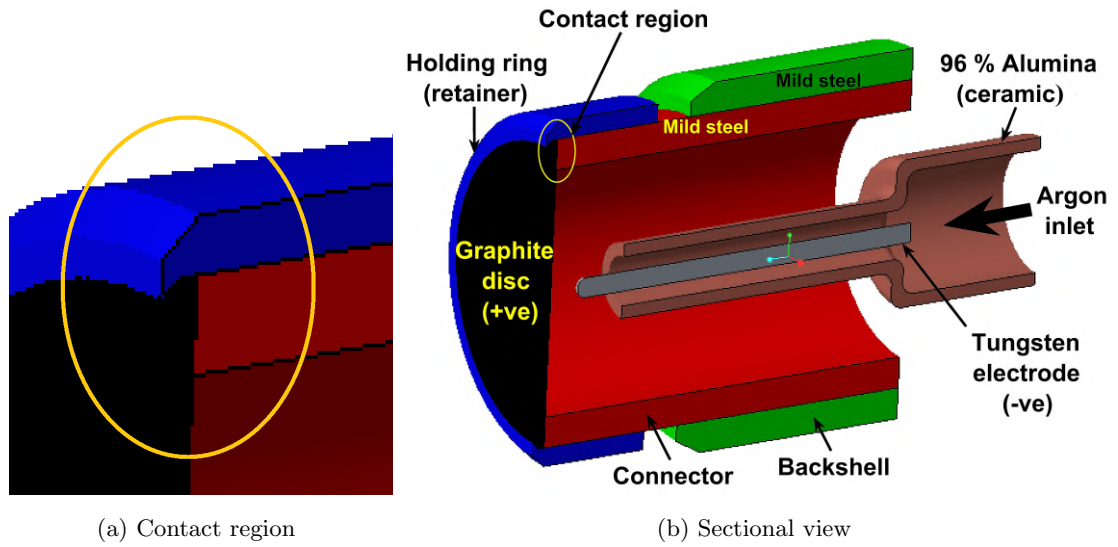 Contact region
Holding ring
(retainer)
Mild steel
96 % Alumina
(ceramic)
Mild steel
Argon
inlet
Graphite
disc
(+ve)
Tungsten
electrode
(-ve)
Connector
Backshell
(a) Contact region
(b) Sectional view